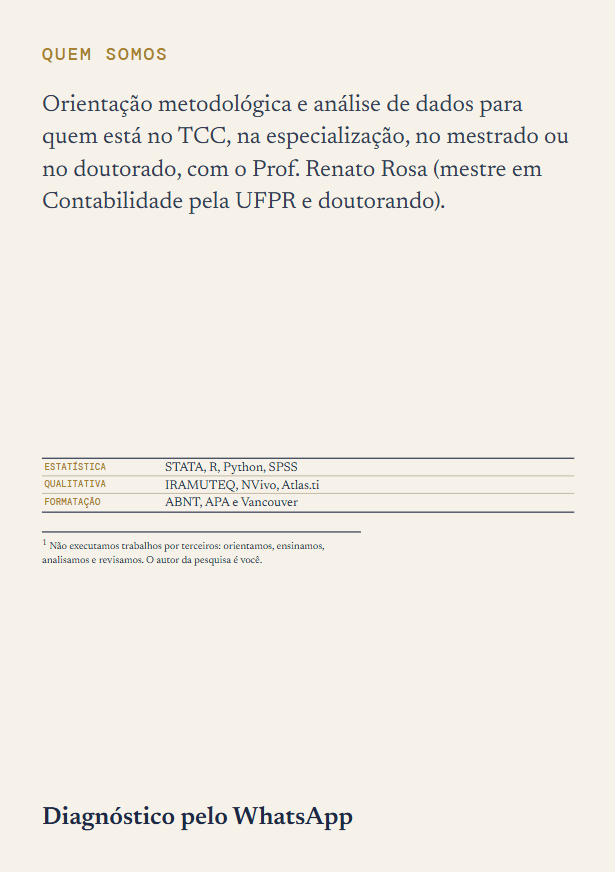 QUEM SOMOS
Orientação metodológica e análise de dados para
quem está no TCC, na especialização, no mestrado ou
no doutorado, com o Prof. Renato Rosa (mestre em
Contabilidade pela UFPR e doutorando).
ESTATÍSTICA STATA, R, Python, SPSS
QUALITATIVA IRAMUTEQ, NVivo, Atlas.ti
FORMATAÇÃO ABNT, APA e Vancouver
1 Não executamos trabalhos por terceiros: orientamos, ensinamos,
analisamos e revisamos. O autor da pesquisa é você.
Diagnóstico pelo WhatsApp